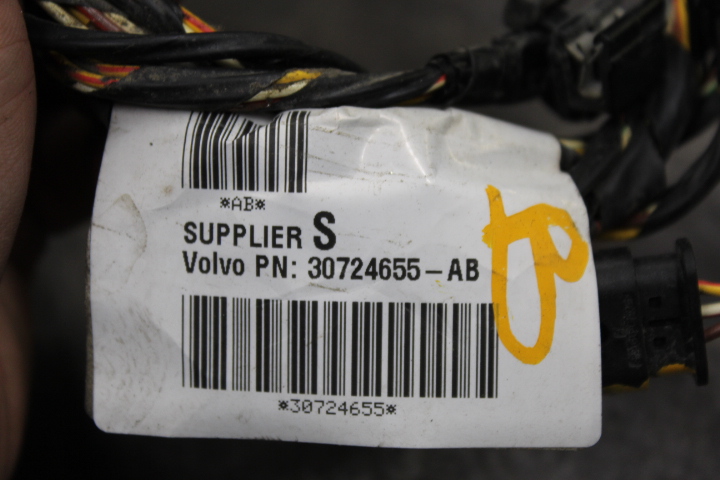 *AB*
SUPPLIER S
Volvo PN: 30724655-AB
*30724655*